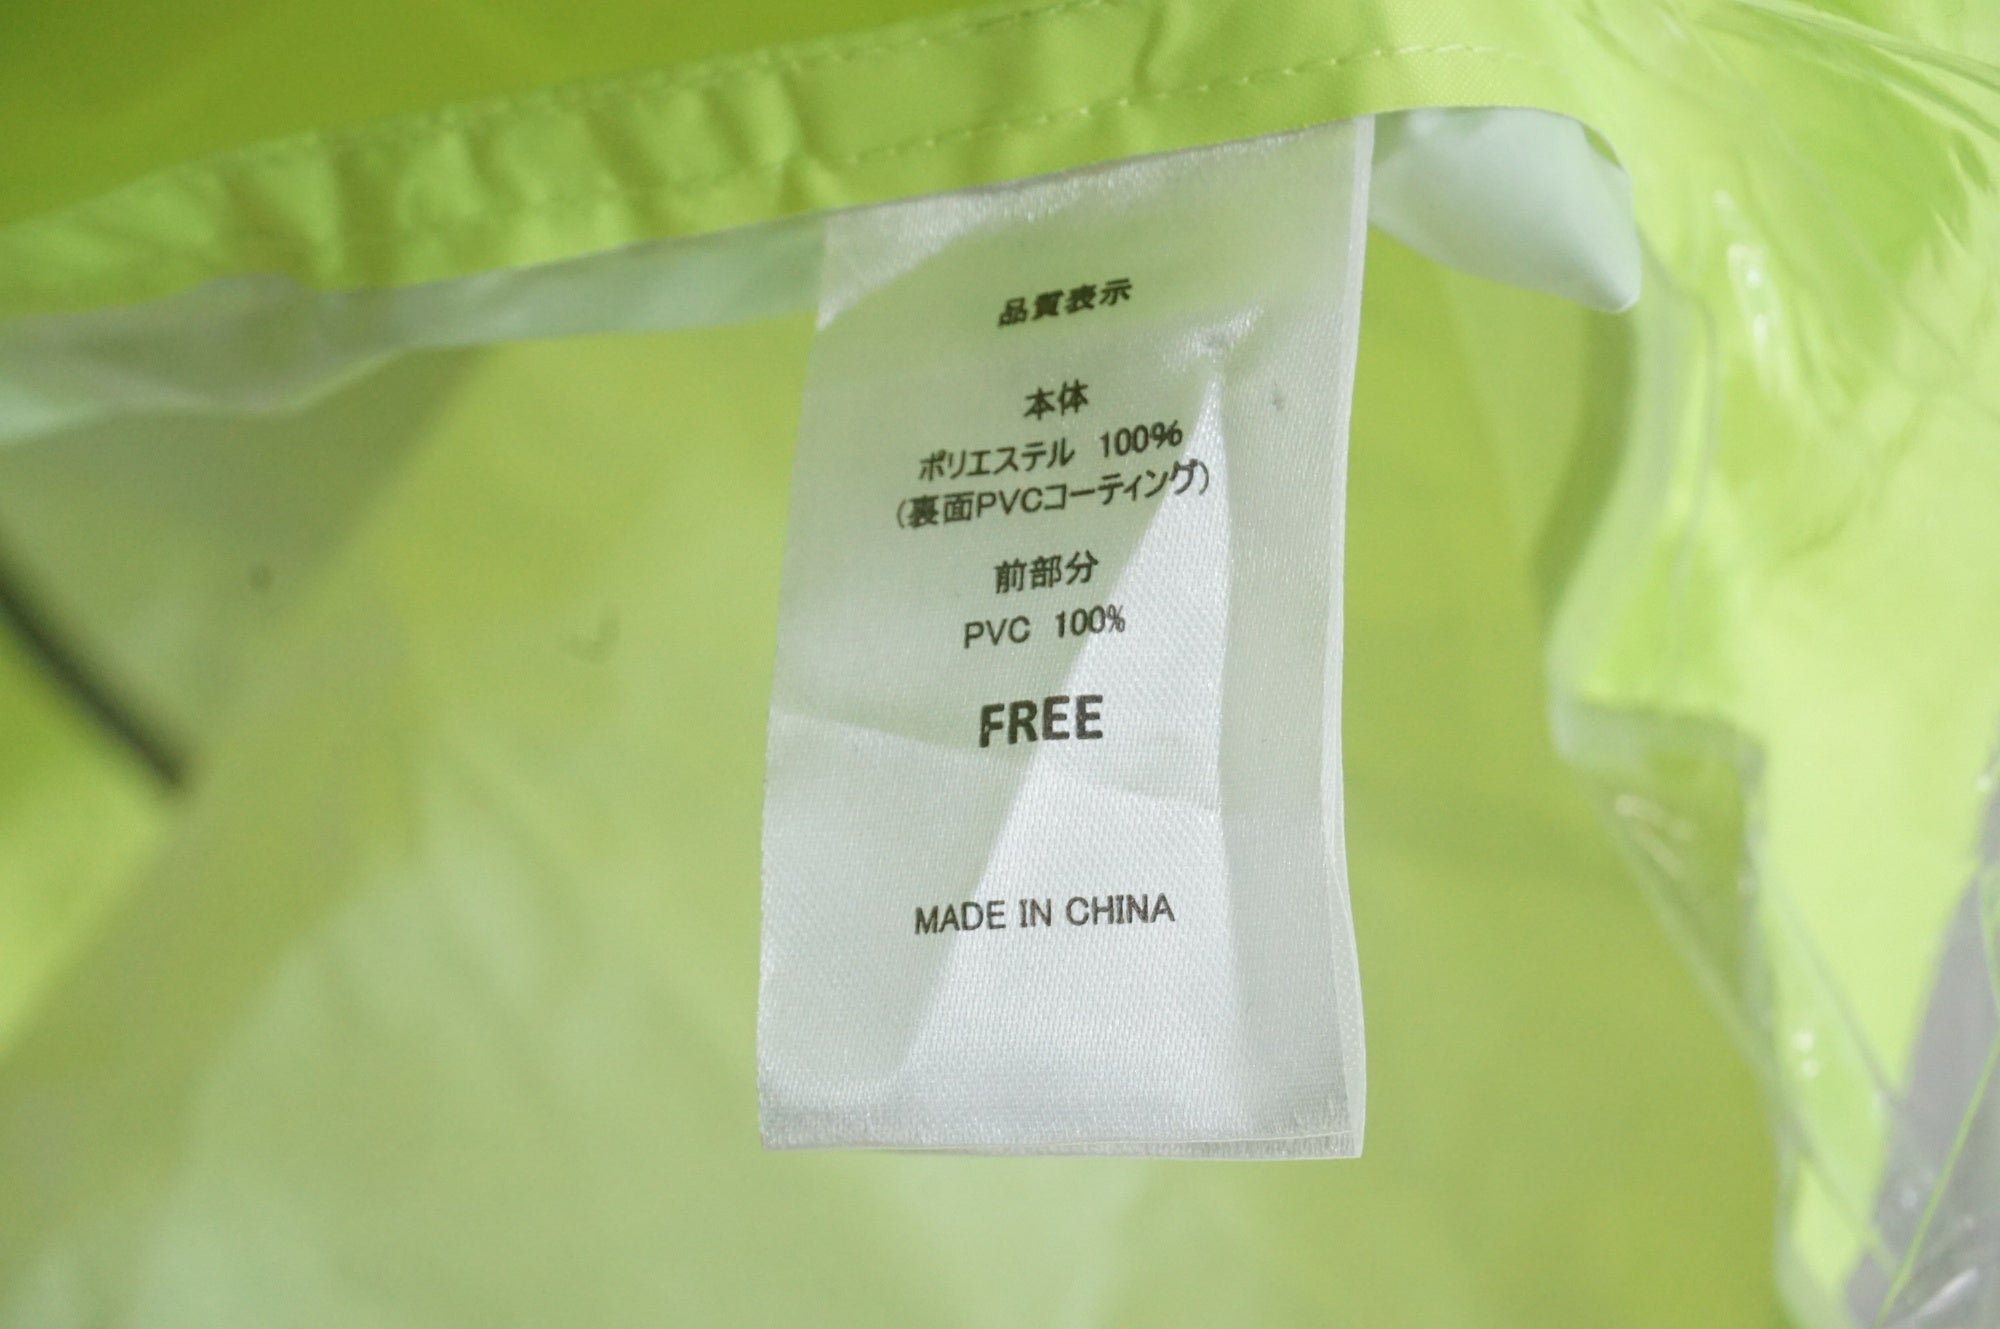 品質表示
本体
ポリエステル 100%
(裏面PVCコーティング)
前部分
PVC 100%
FREE
MADE IN CHINA